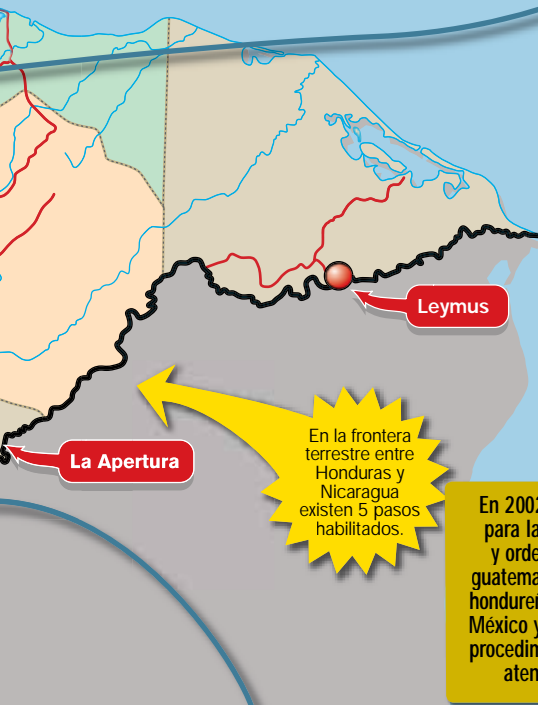 Leymus
La Apertura
En la frontera
terrestre entre
Honduras y
Nicaragua
existen 5 pasos
habilitados.
En 2002
para la
y orde
guatema
hondureñ
México y
procedim
aten